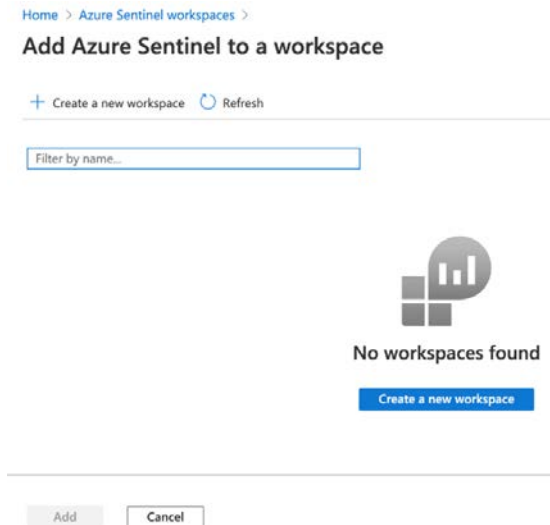 Home > Azure Sentinel workspaces >
Add Azure Sentinel to a workspace
+ Create a new workspace Refresh
Filter by name...
No workspaces found
Create a new workspace
Add Cancel